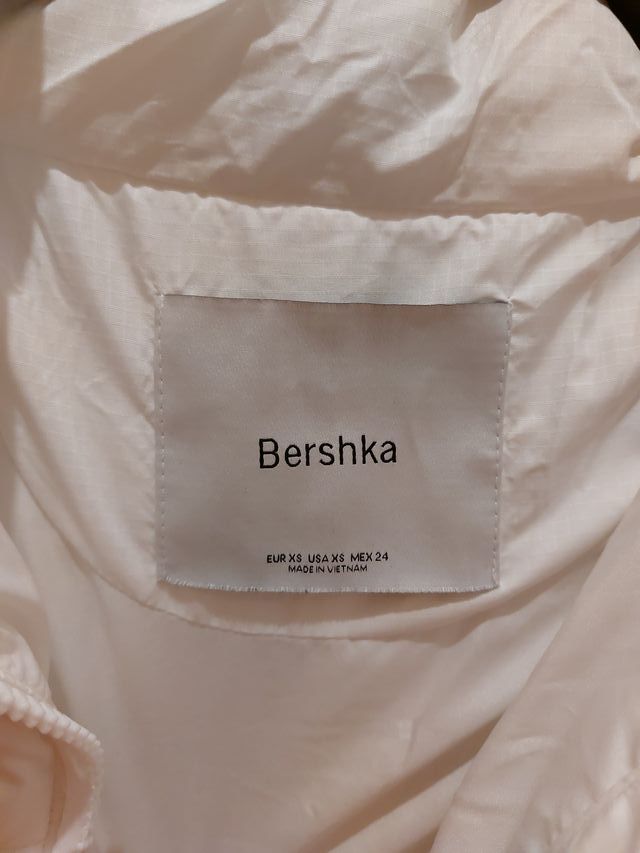 Bershka
EUR XS USA XS MEX 24
MADE IN VIETNAM